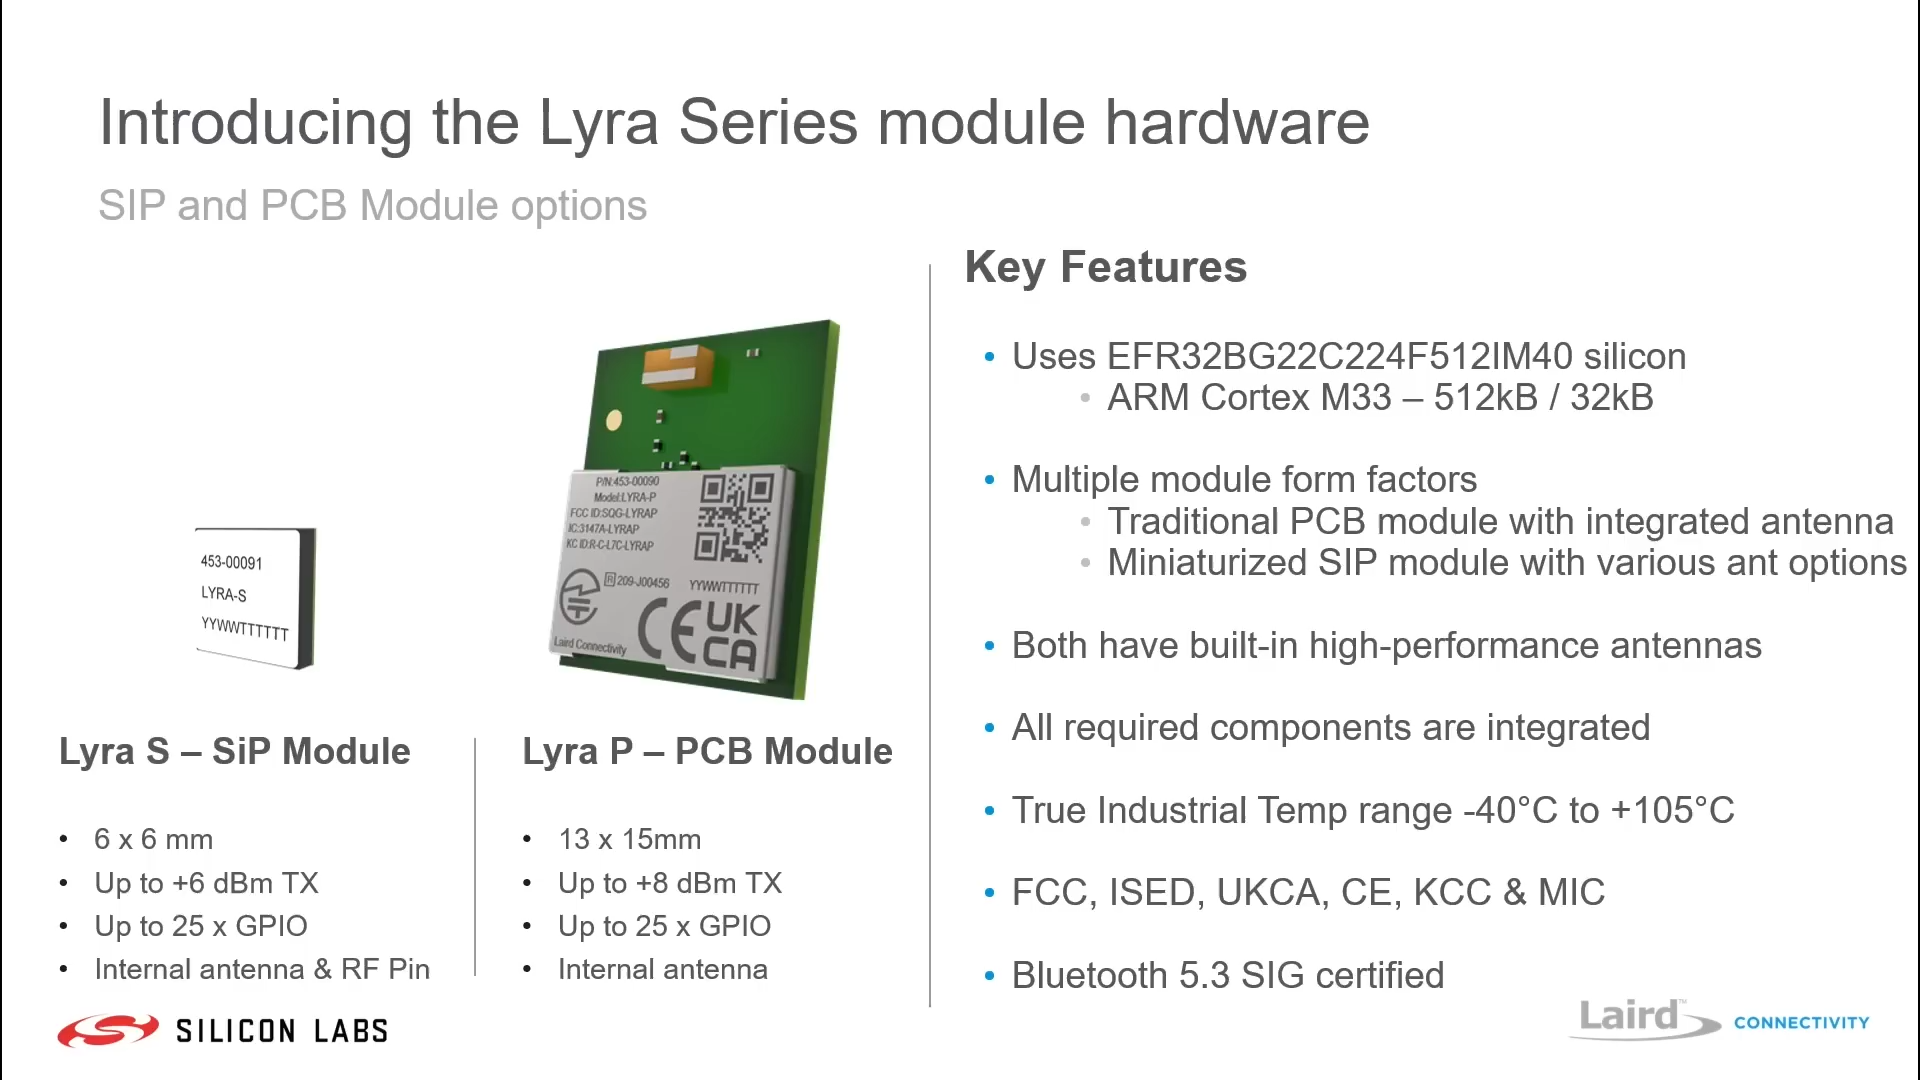 Introducing the Lyra Series module hardware
SIP and PCB Module options
453-00091
LYRA-S
YYWWTTTTTT
P/N:453-00090
Model:LYRA-P
FCC ID:SQG-LYRAP
IC:3147A-LYRAP
KC ID:R-C-L7C-LYRAP
R 209-J00456
YYWWTTTTTT
CE
UK
CA
Laird Connectivity
Lyra S – SiP Module
• 6 x 6 mm
• Up to +6 dBm TX
• Up to 25 x GPIO
• Internal antenna & RF Pin
Lyra P – PCB Module
• 13 x 15mm
• Up to +8 dBm TX
• Up to 25 x GPIO
• Internal antenna
Key Features
• Uses EFR32BG22C224F512IM40 silicon
• ARM Cortex M33 – 512kB / 32kB
• Multiple module form factors
• Traditional PCB module with integrated antenna
• Miniaturized SIP module with various ant options
• Both have built-in high-performance antennas
• All required components are integrated
• True Industrial Temp range -40°C to +105°C
• FCC, ISED, UKCA, CE, KCC & MIC
• Bluetooth 5.3 SIG certified
SILICON LABS
Laird™ CONNECTIVITY